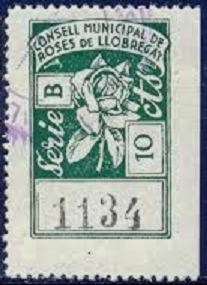 CONSELL MUNICIPAL DE
ROSES DE LLOBREGAT
Serie B
10 cts
1134